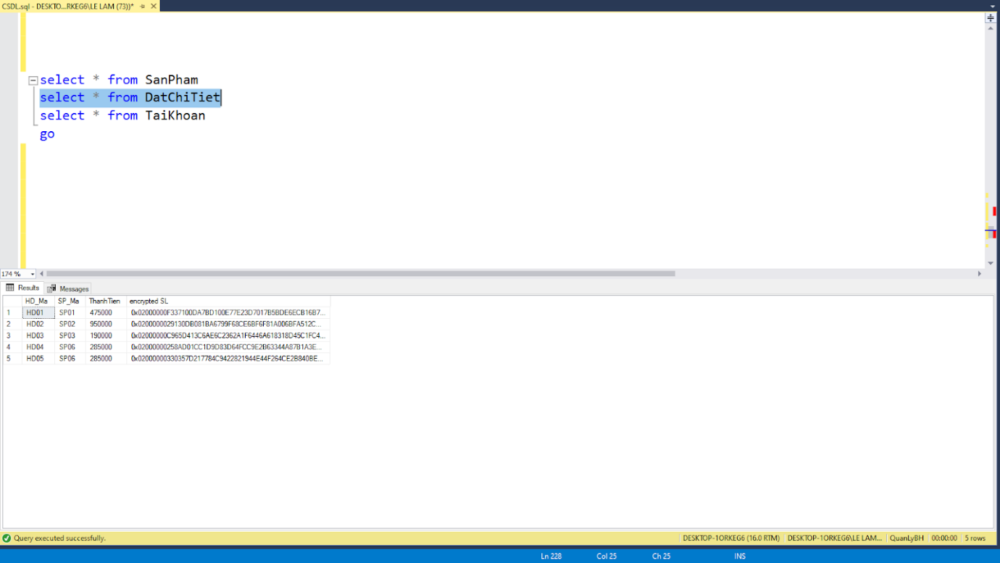 CSDL.sql - DESKTO...RKEG6\LE LAM (73))*
select * from SanPham
select * from DatChiTiet
select * from TaiKhoan
go
174 %
Results Messages
HD_Ma SP_Ma ThanhTien encrypted SL
1 HD01 SP01 475000 0x02000000F337100DA7BD100E77E23D7017B5BDE6ECB16B7...
2 HD02 SP02 950000 0x0200000029130DB081BA6799F68CE6BF6F81A006BFA512C...
3 HD03 SP03 190000 0x02000000C965D413C6AE6C2362A1F6446A618318D45C1FC4...
4 HD04 SP06 285000 0x02000000258AD01CC1D9D83D64FCC9E2B63344A87B1A3E...
5 HD05 SP06 285000 0x02000000330357D217784C9422821944E44F264CE2B840BE...
Query executed successfully. DESKTOP-1ORKEG6 (16.0 RTM) DESKTOP-1ORKEG6\LE LAM... QuanLyBH 00:00:00 5 rows
Ln 228 Col 25 Ch 25 INS